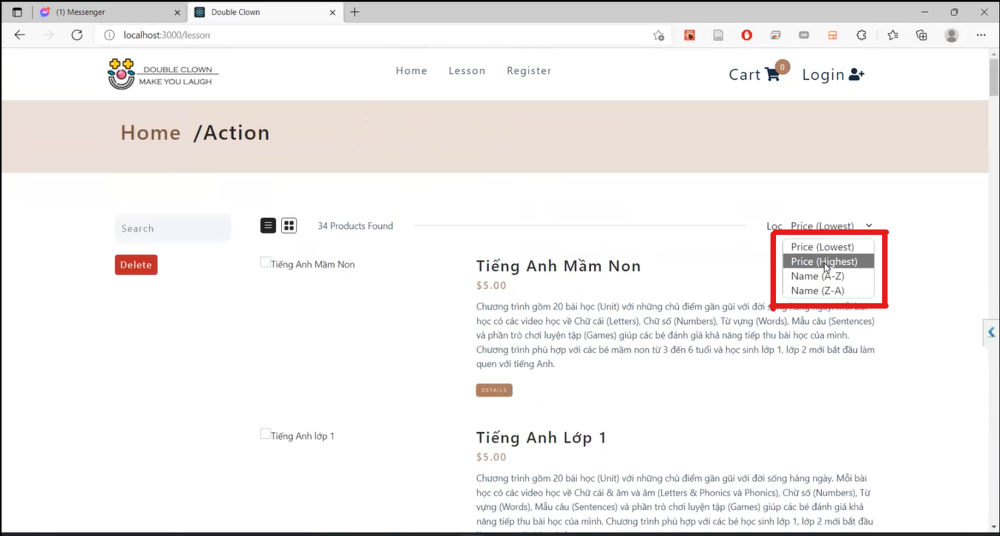 (1) Messenger
Double Clown
localhost:3000/lesson
DOUBLE CLOWN
MAKE YOU LAUGH
Home Lesson Register
Cart 0 Login
Home /Action
Search
34 Products Found
Loc Price (Lowest)
Price (Lowest)
Price (Highest)
Name (A-Z)
Name (Z-A)
Delete
Tiếng Anh Mầm Non
Tiếng Anh Mầm Non
$5.00
Chương trình gồm 20 bài học (Unit) với những chủ điểm gần gũi với đời sống hàng ngày. Mỗi bài
học có các video học về Chữ cái (Letters), Chữ số (Numbers), Từ vựng (Words), Mẫu câu (Sentences)
và phần trò chơi luyện tập (Games) giúp các bé đánh giá khả năng tiếp thu bài học của mình.
Chương trình phù hợp với các bé mầm non từ 3 đến 6 tuổi và học sinh lớp 1, lớp 2 mới bắt đầu làm
quen với tiếng Anh.
DETAILS
Tiếng Anh lớp 1
Tiếng Anh Lớp 1
$5.00
Chương trình gồm 20 bài học (Unit) với những chủ điểm gần gũi với đời sống hàng ngày. Mỗi bài
học có các video học về Chữ cái & âm và âm (Letters & Phonics và Phonics), Chữ số (Numbers), Từ
vựng (Words), Mẫu câu (Sentences) và phần trò chơi luyện tập (Games) giúp các bé đánh giá khả
năng tiếp thu bài học của mình. Chương trình phù hợp với các bé học sinh lớp 1, lớp 2 mới bắt đầu